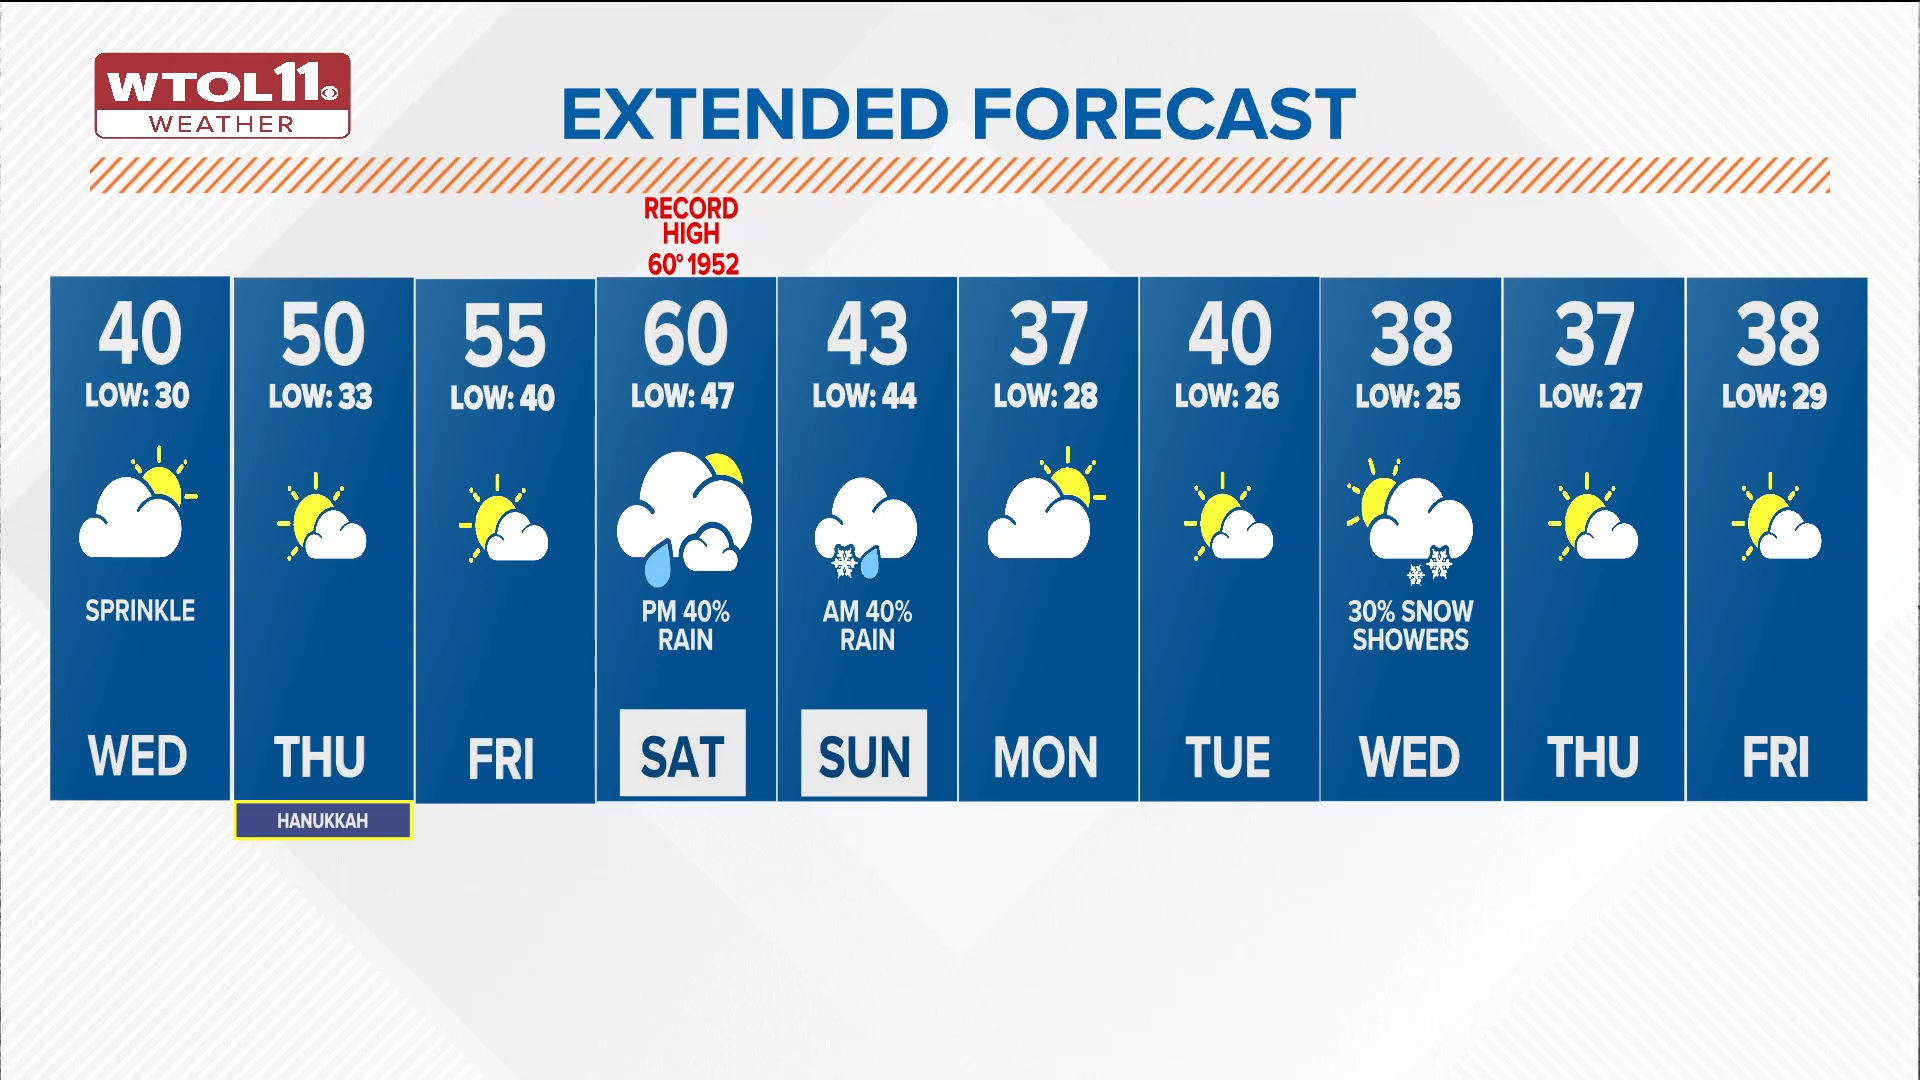 WTOL11
WEATHER
EXTENDED FORECAST
RECORD
HIGH
60° 1952
40
LOW: 30
SPRINKLE
WED
50
LOW: 33
THU
HANUKKAH
55
LOW: 40
FRI
60
LOW: 47
PM 40%
RAIN
SAT
43
LOW: 44
AM 40%
RAIN
SUN
37
LOW: 28
MON
40
LOW: 26
TUE
38
LOW: 25
30% SNOW
SHOWERS
WED
37
LOW: 27
THU
38
LOW: 29
FRI